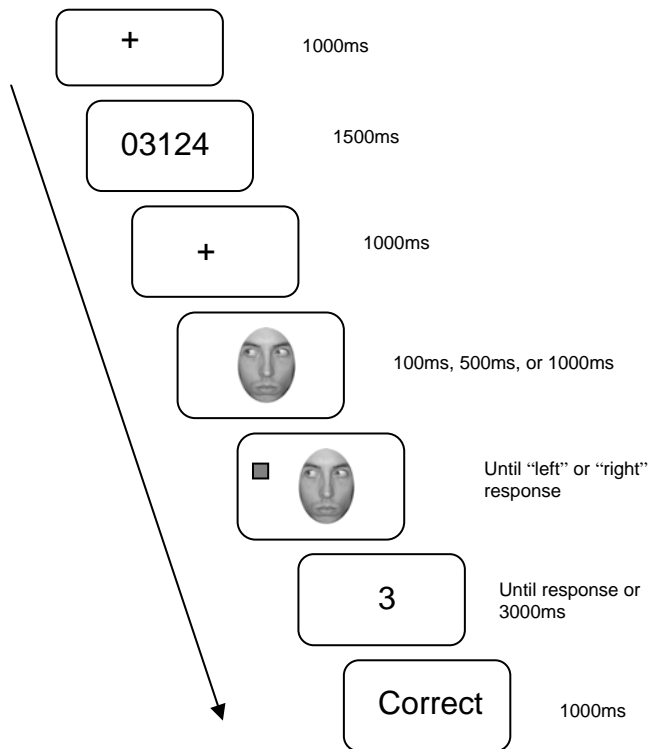 +
1000ms
03124
1500ms
+
1000ms
100ms, 500ms, or 1000ms
Until “left” or “right”
response
3
Until response or
3000ms
Correct
1000ms